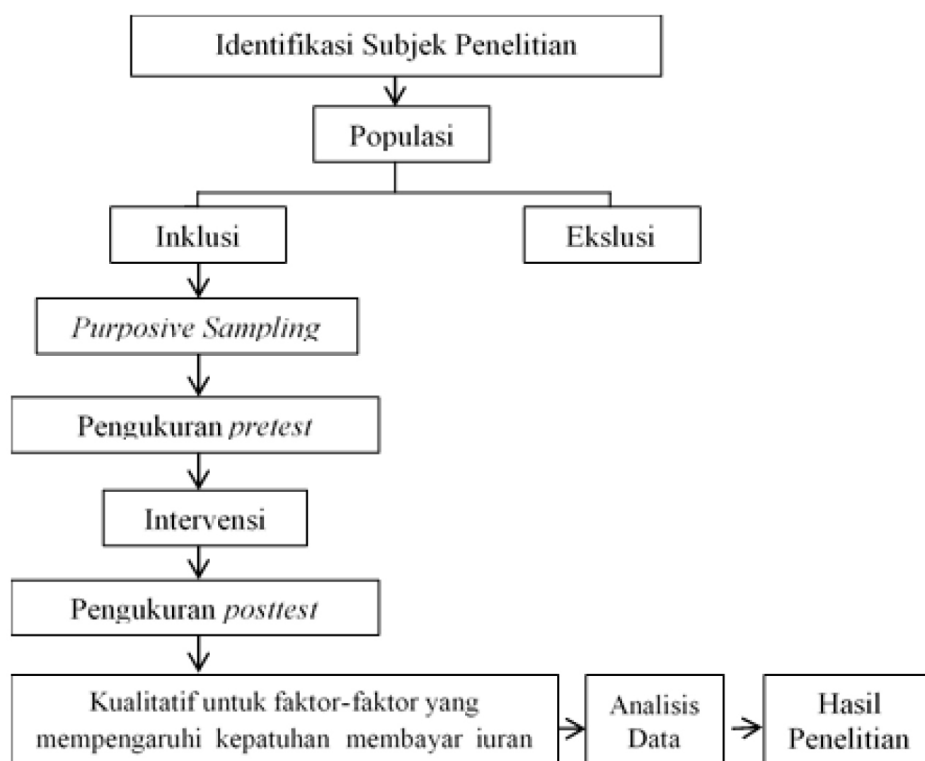 Identifikasi Subjek Penelitian
Populasi
Inklusi
Ekslusi
Purposive Sampling
Pengukuran pretest
Intervensi
Pengukuran posttest
Kualitatif untuk faktor-faktor yang
mempengaruhi kepatuhan membayar iuran
Analisis
Data
Hasil
Penelitian